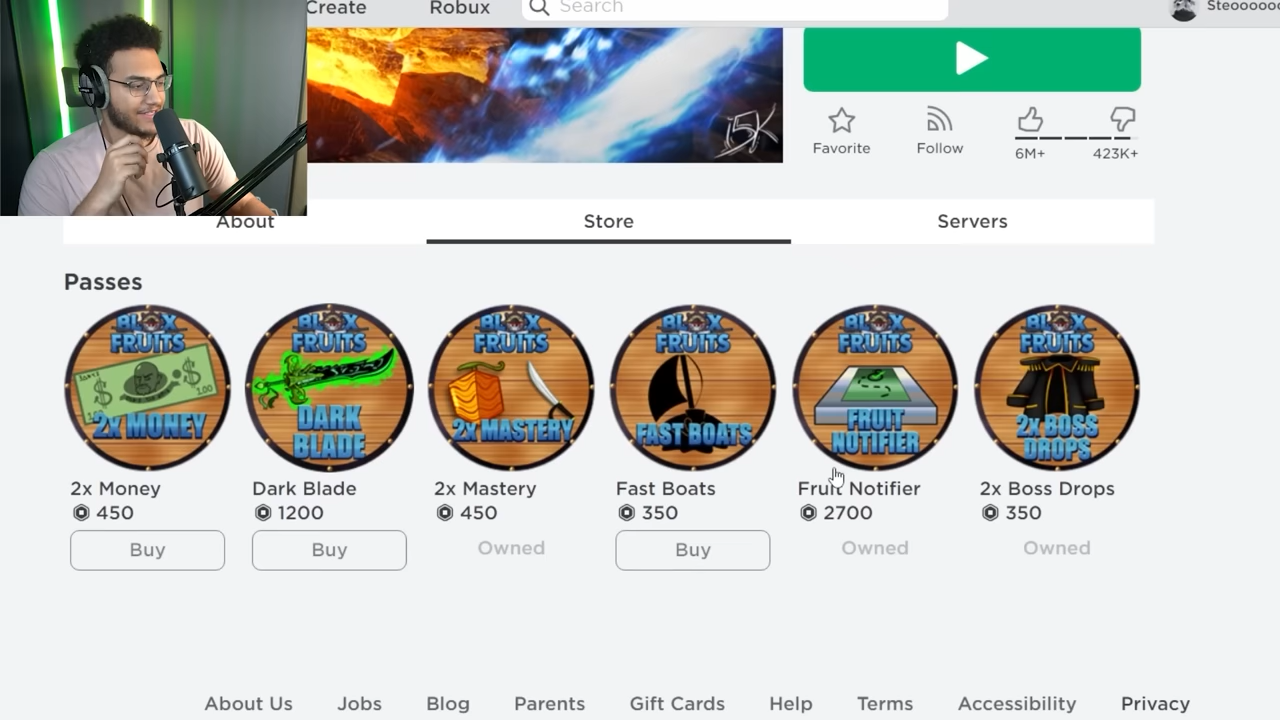 Create
Robux
Search
Steooooo
i5K
Favorite
Follow
6M+
423K+
About
Store
Servers
Passes
BLOX
FRUITS
2x MONEY
BLOX
FRUITS
DARK
BLADE
BLOX
FRUITS
2x MASTERY
BLOX
FRUITS
FAST BOATS
BLOX
FRUITS
FRUIT
NOTIFIER
BLOX
FRUITS
2x BOSS
DROPS
2x Money
450
Buy
Dark Blade
1200
Buy
2x Mastery
450
Owned
Fast Boats
350
Buy
Fruit Notifier
2700
Owned
2x Boss Drops
350
Owned
About Us
Jobs
Blog
Parents
Gift Cards
Help
Terms
Accessibility
Privacy